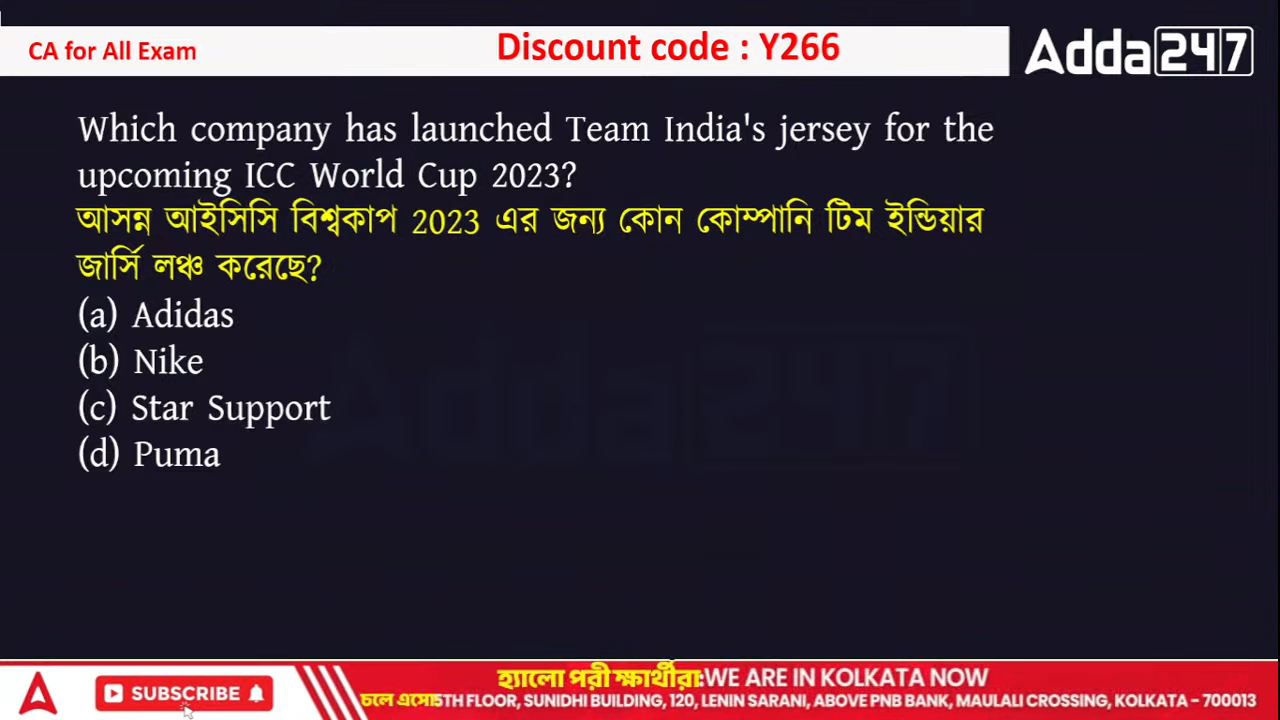 CA for All Exam
Discount code : Y266
Adda247
Which company has launched Team India's jersey for the
upcoming ICC World Cup 2023?
আসন্ন আইসিসি বিশ্বকাপ 2023 এর জন্য কোন কোম্পানি টিম ইন্ডিয়ার
জার্সি লঞ্চ করেছে?
(a) Adidas
(b) Nike
(c) Star Support
(d) Puma
Adda247
SUBSCRIBE
হ্যালো পরীক্ষার্থীরা:WE ARE IN KOLKATA NOW
চলে এসো5TH FLOOR, SUNIDHI BUILDING, 120, LENIN SARANI, ABOVE PNB BANK, MAULALI CROSSING, KOLKATA - 700013